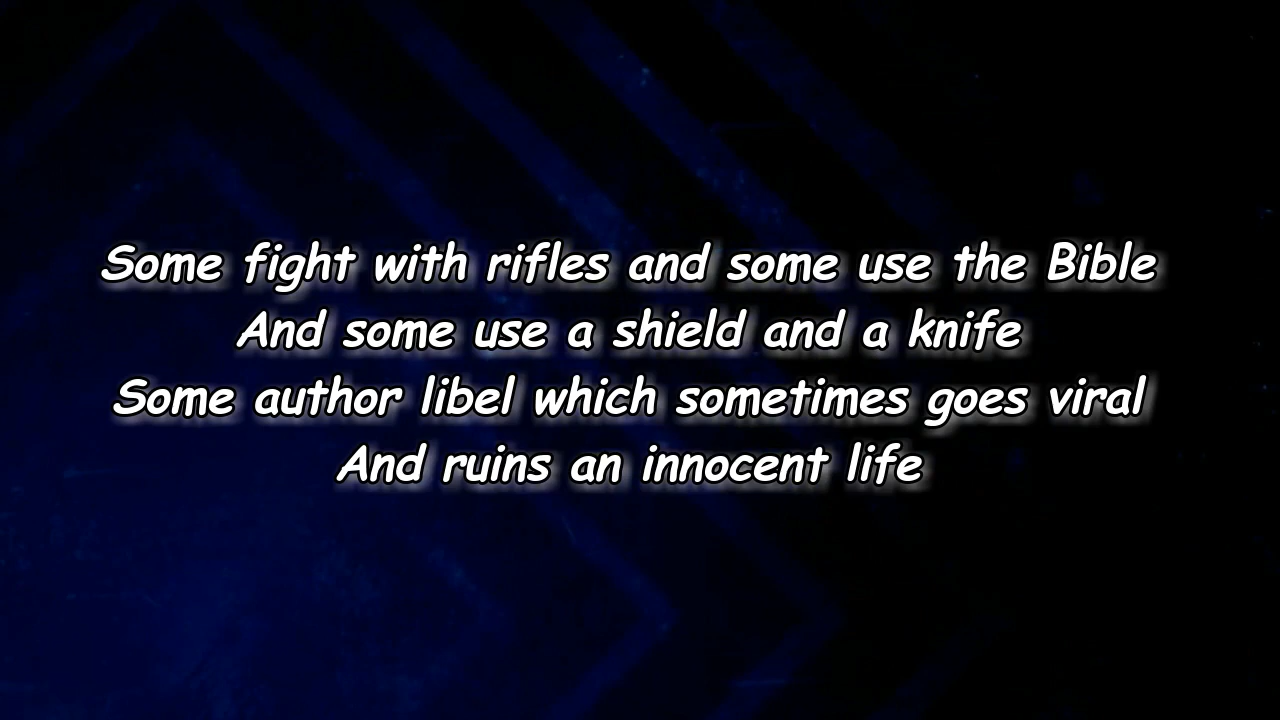 Some fight with rifles and some use the Bible
And some use a shield and a knife
Some author libel which sometimes goes viral
And ruins an innocent life